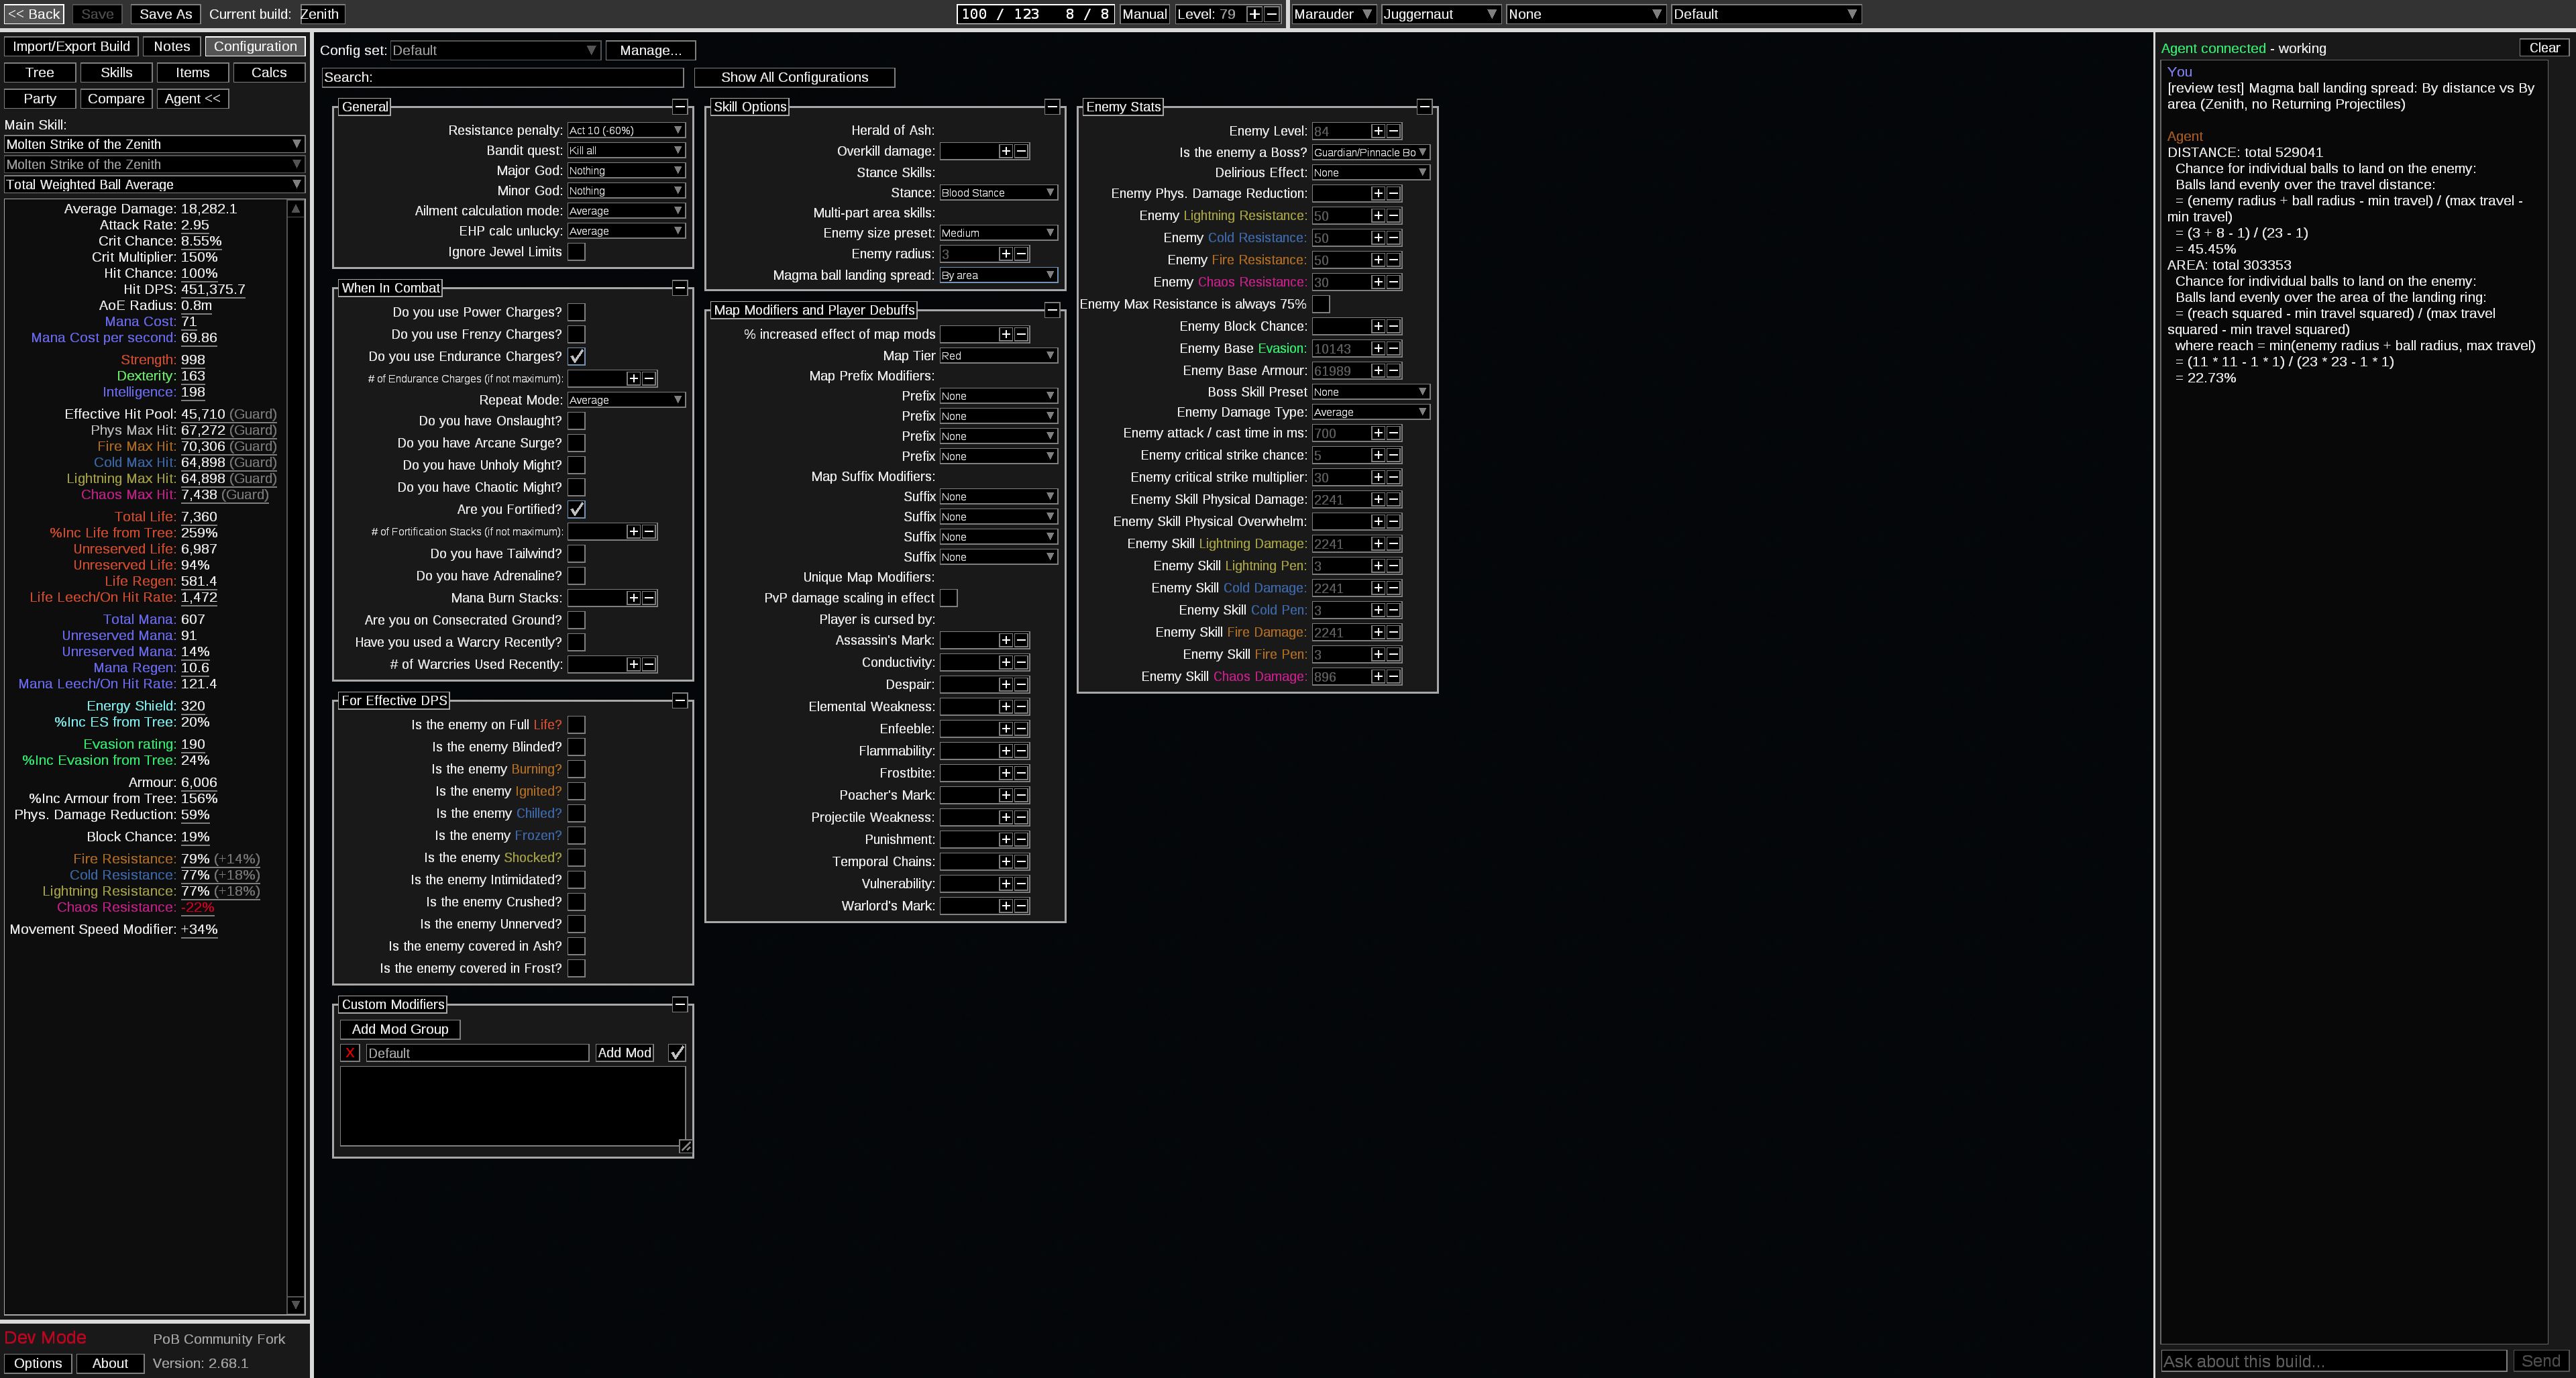 << Back Save Save As Current build: Zenith 100 / 123 8 / 8 Manual Level: 79 + − Marauder Juggernaut None Default
Import/Export Build Notes Configuration
Tree Skills Items Calcs
Party Compare Agent <<
Main Skill:
Molten Strike of the Zenith
Molten Strike of the Zenith
Total Weighted Ball Average
Average Damage: 18,282.1
Attack Rate: 2.95
Crit Chance: 8.55%
Crit Multiplier: 150%
Hit Chance: 100%
Hit DPS: 451,375.7
AoE Radius: 0.8m
Mana Cost: 71
Mana Cost per second: 69.86
Strength: 998
Dexterity: 163
Intelligence: 198
Effective Hit Pool: 45,710 (Guard)
Phys Max Hit: 67,272 (Guard)
Fire Max Hit: 70,306 (Guard)
Cold Max Hit: 64,898 (Guard)
Lightning Max Hit: 64,898 (Guard)
Chaos Max Hit: 7,438 (Guard)
Total Life: 7,360
%Inc Life from Tree: 259%
Unreserved Life: 6,987
Unreserved Life: 94%
Life Regen: 581.4
Life Leech/On Hit Rate: 1,472
Total Mana: 607
Unreserved Mana: 91
Unreserved Mana: 14%
Mana Regen: 10.6
Mana Leech/On Hit Rate: 121.4
Energy Shield: 320
%Inc ES from Tree: 20%
Evasion rating: 190
%Inc Evasion from Tree: 24%
Armour: 6,006
%Inc Armour from Tree: 156%
Phys. Damage Reduction: 59%
Block Chance: 19%
Fire Resistance: 79% (+14%)
Cold Resistance: 77% (+18%)
Lightning Resistance: 77% (+18%)
Chaos Resistance: -22%
Movement Speed Modifier: +34%
Dev Mode PoB Community Fork
Options About Version: 2.68.1
Config set: Default Manage...
Search: Show All Configurations
General
Resistance penalty: Act 10 (-60%)
Bandit quest: Kill all
Major God: Nothing
Minor God: Nothing
Ailment calculation mode: Average
EHP calc unlucky: Average
Ignore Jewel Limits
When In Combat
Do you use Power Charges?
Do you use Frenzy Charges?
Do you use Endurance Charges?
# of Endurance Charges (if not maximum):
Repeat Mode: Average
Do you have Onslaught?
Do you have Arcane Surge?
Do you have Unholy Might?
Do you have Chaotic Might?
Are you Fortified?
# of Fortification Stacks (if not maximum):
Do you have Tailwind?
Do you have Adrenaline?
Mana Burn Stacks:
Are you on Consecrated Ground?
Have you used a Warcry Recently?
# of Warcries Used Recently:
For Effective DPS
Is the enemy on Full Life?
Is the enemy Blinded?
Is the enemy Burning?
Is the enemy Ignited?
Is the enemy Chilled?
Is the enemy Frozen?
Is the enemy Shocked?
Is the enemy Intimidated?
Is the enemy Crushed?
Is the enemy Unnerved?
Is the enemy covered in Ash?
Is the enemy covered in Frost?
Custom Modifiers
Add Mod Group
X Default Add Mod
Skill Options
Herald of Ash:
Overkill damage:
Stance Skills:
Stance: Blood Stance
Multi-part area skills:
Enemy size preset: Medium
Enemy radius: 3
Magma ball landing spread: By area
Map Modifiers and Player Debuffs
% increased effect of map mods
Map Tier Red
Map Prefix Modifiers:
Prefix None
Prefix None
Prefix None
Prefix None
Map Suffix Modifiers:
Suffix None
Suffix None
Suffix None
Suffix None
Unique Map Modifiers:
PvP damage scaling in effect
Player is cursed by:
Assassin's Mark:
Conductivity:
Despair:
Elemental Weakness:
Enfeeble:
Flammability:
Frostbite:
Poacher's Mark:
Projectile Weakness:
Punishment:
Temporal Chains:
Vulnerability:
Warlord's Mark:
Enemy Stats
Enemy Level: 84
Is the enemy a Boss? Guardian/Pinnacle Bo
Delirious Effect: None
Enemy Phys. Damage Reduction:
Enemy Lightning Resistance: 50
Enemy Cold Resistance: 50
Enemy Fire Resistance: 50
Enemy Chaos Resistance: 30
Enemy Max Resistance is always 75%
Enemy Block Chance:
Enemy Base Evasion: 10143
Enemy Base Armour: 61989
Boss Skill Preset None
Enemy Damage Type: Average
Enemy attack / cast time in ms: 700
Enemy critical strike chance: 5
Enemy critical strike multiplier: 30
Enemy Skill Physical Damage: 2241
Enemy Skill Physical Overwhelm:
Enemy Skill Lightning Damage: 2241
Enemy Skill Lightning Pen: 3
Enemy Skill Cold Damage: 2241
Enemy Skill Cold Pen: 3
Enemy Skill Fire Damage: 2241
Enemy Skill Fire Pen: 3
Enemy Skill Chaos Damage: 896
Agent connected - working Clear
You
[review test] Magma ball landing spread: By distance vs By
area (Zenith, no Returning Projectiles)
Agent
DISTANCE: total 529041
Chance for individual balls to land on the enemy:
Balls land evenly over the travel distance:
= (enemy radius + ball radius - min travel) / (max travel -
min travel)
= (3 + 8 - 1) / (23 - 1)
= 45.45%
AREA: total 303353
Chance for individual balls to land on the enemy:
Balls land evenly over the area of the landing ring:
= (reach squared - min travel squared) / (max travel
squared - min travel squared)
where reach = min(enemy radius + ball radius, max travel)
= (11 * 11 - 1 * 1) / (23 * 23 - 1 * 1)
= 22.73%
Ask about this build... Send